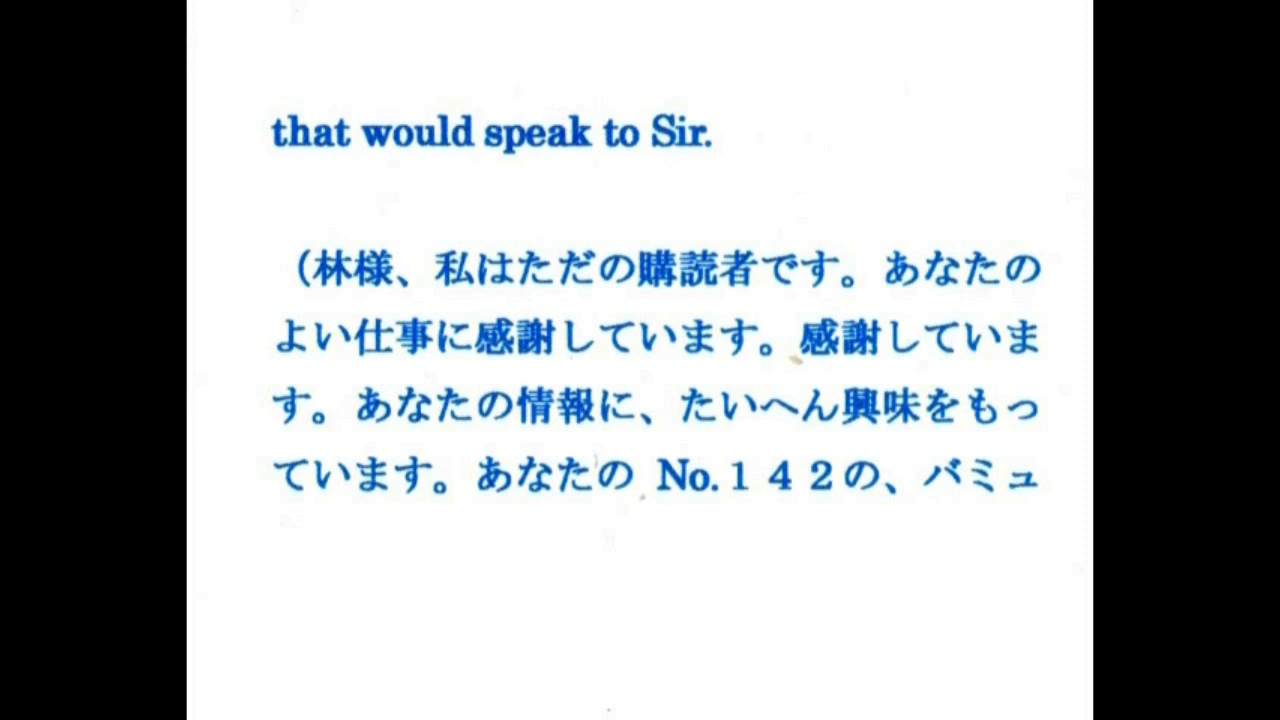 that would speak to Sir.
（林様、私はただの購読者です。あなたの
よい仕事に感謝しています。感謝していま
す。あなたの情報に、たいへん興味をもっ
ています。あなたの No.１４２の、バミュ